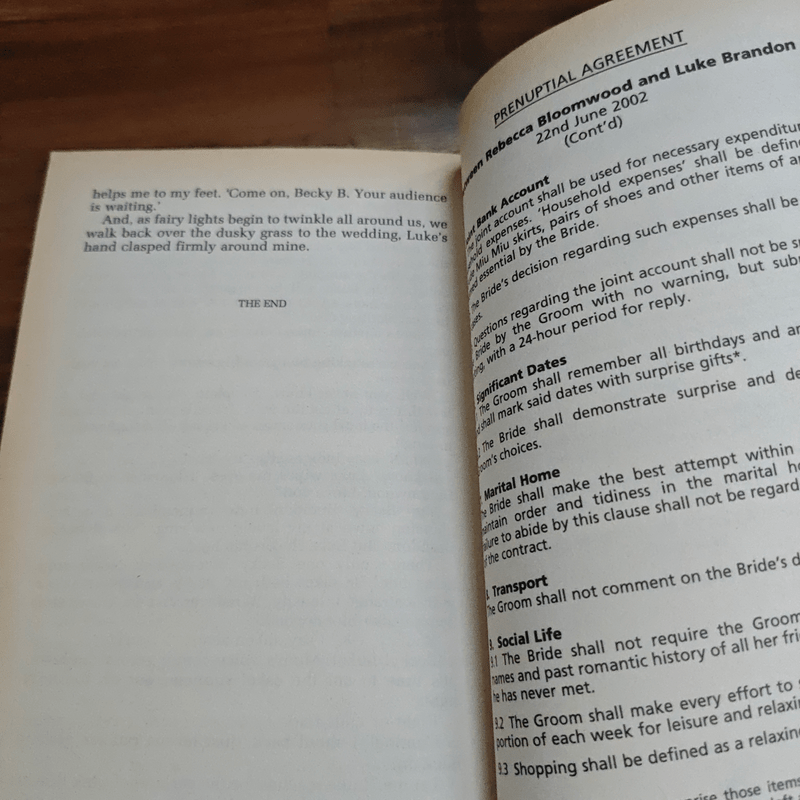 helps me to my feet. 'Come on, Becky B. Your audience
is waiting.'
And, as fairy lights begin to twinkle all around us, we
walk back over the dusky grass to the wedding, Luke's
hand clasped firmly around mine.
THE END
PRENUPTIAL AGREEMENT
Rebecca Bloomwood and Luke Brandon
22nd June 2002
(Cont'd)
Bank Account
joint account shall be used for necessary
expenses. 'Household expenses' shall be
Miu Miu skirts, pairs of shoes and other items of
essential by the Bride.
The Bride's decision regarding such expenses shall be
Questions regarding the joint account shall not be
Bride by the Groom with no warning, but
with a 24-hour period for reply.
Significant Dates
The Groom shall remember all birthdays and
shall mark said dates with surprise gifts*.
The Bride shall demonstrate surprise and
choices.
Marital Home
Bride shall make the best attempt within
order and tidiness in the marital
to abide by this clause shall not be
the contract.
Transport
The Groom shall not comment on the Bride's
9. Social Life
9.1 The Bride shall not require the Groom
names and past romantic history of all her
he has never met.
9.2 The Groom shall make every effort to
portion of each week for leisure and
9.3 Shopping shall be defined as a
those items